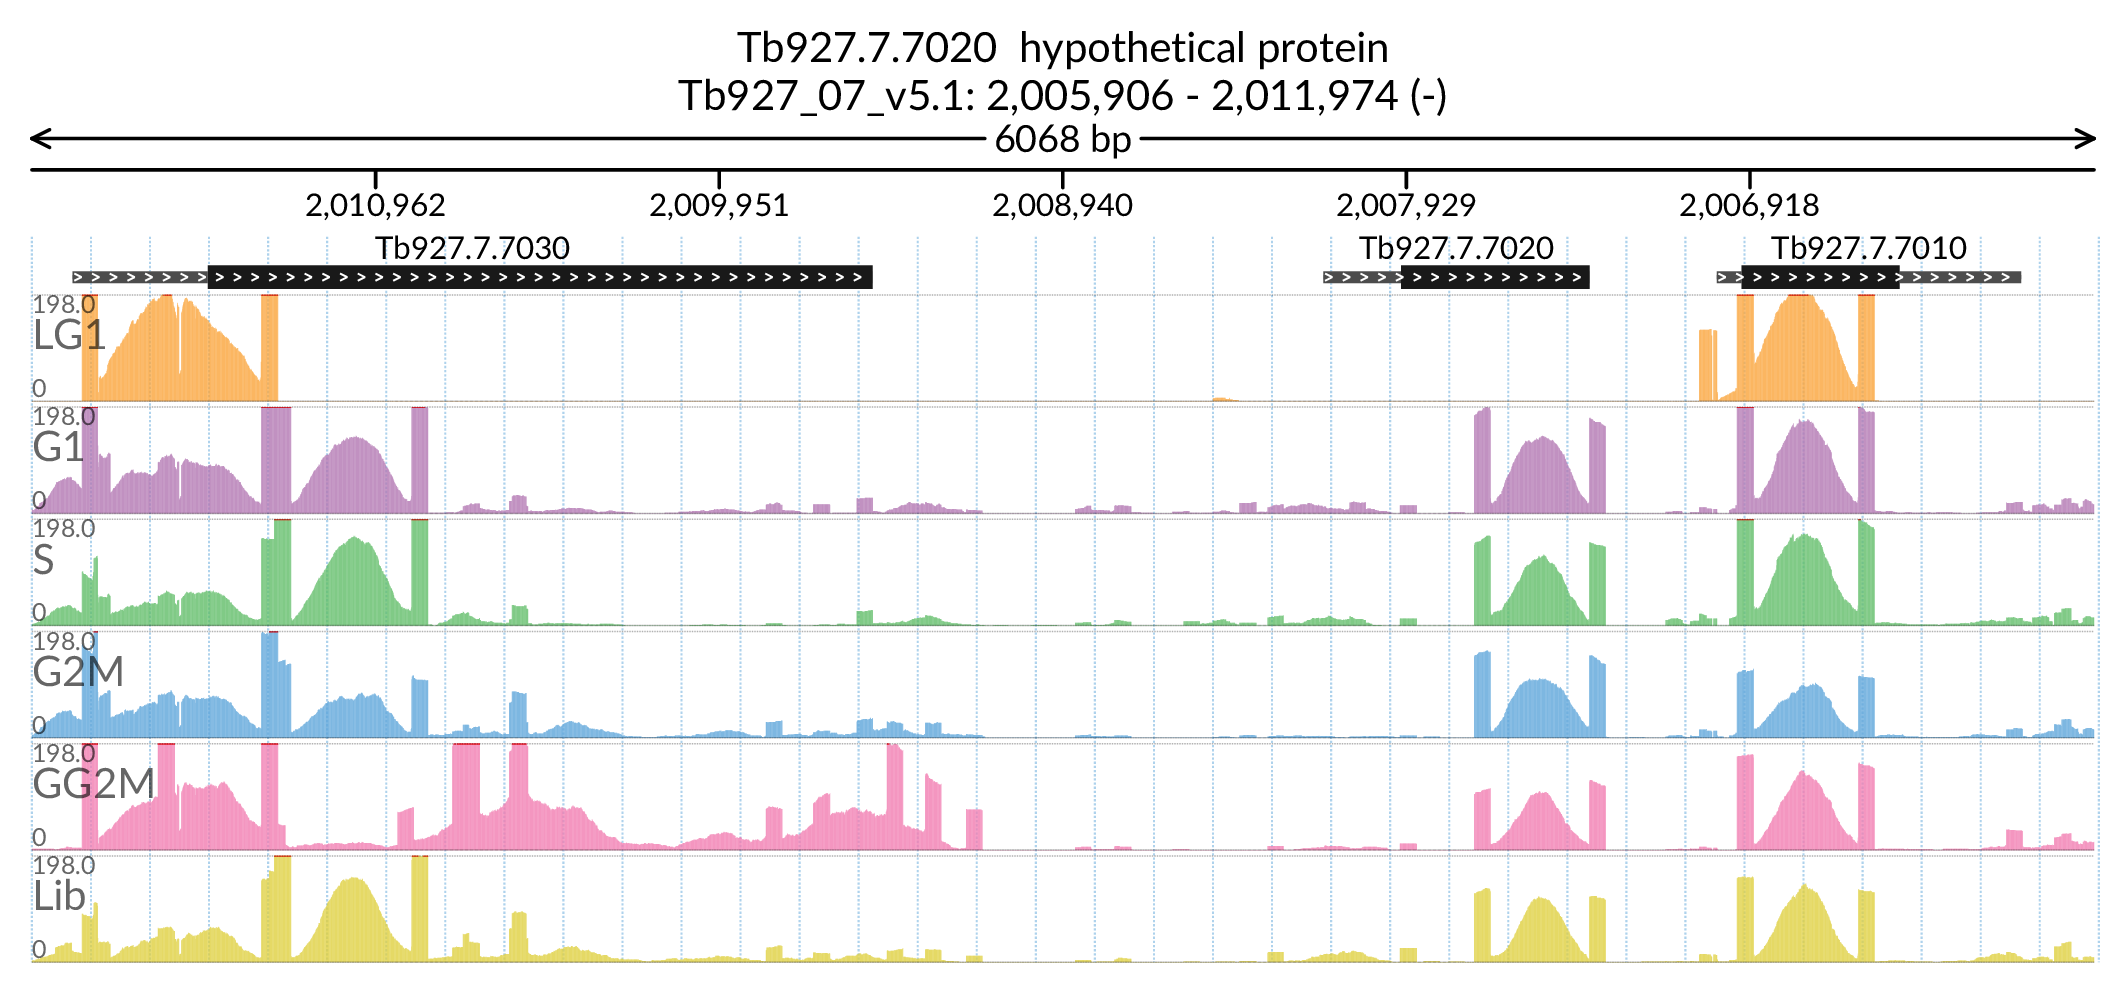 Tb927.7.7020 hypothetical protein
Tb927_07_v5.1: 2,005,906 - 2,011,974 (-)
6068 bp
2,010,962 2,009,951 2,008,940 2,007,929 2,006,918
Tb927.7.7030 Tb927.7.7020 Tb927.7.7010
198.0
LG1
0
198.0
G1
0
198.0
S
0
198.0
G2M
0
198.0
GG2M
0
198.0
Lib
0